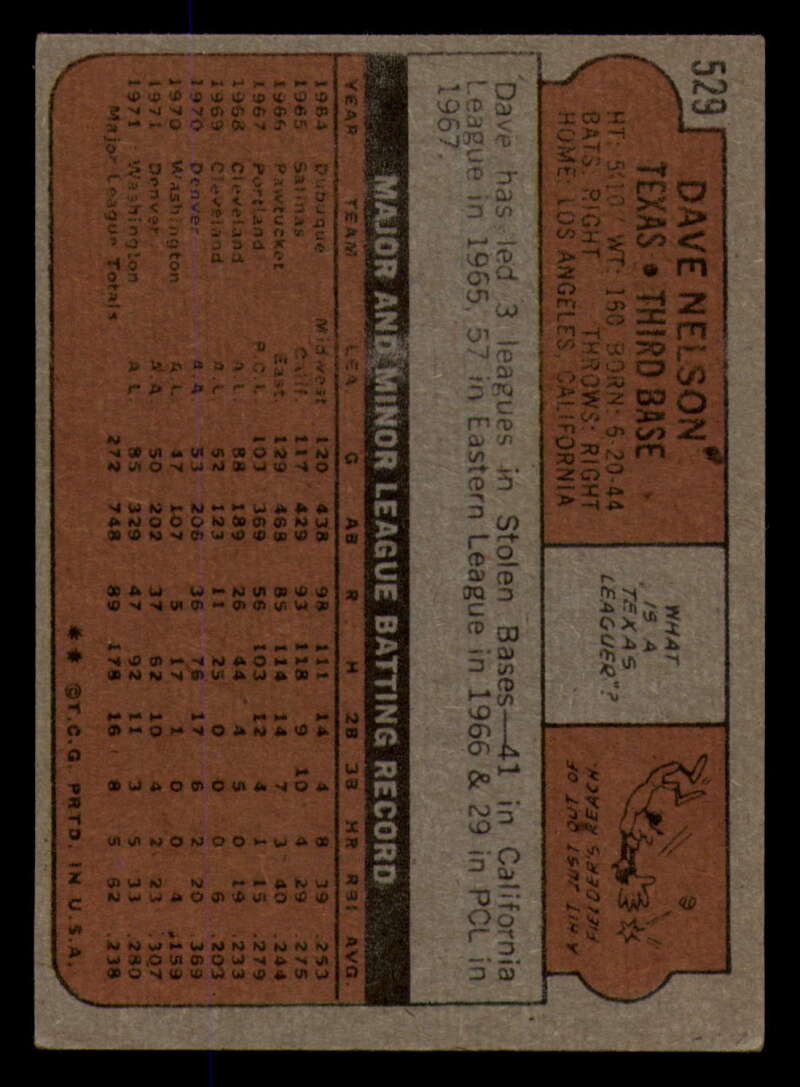 529
DAVE NELSON
TEXAS • THIRD BASE
HT: 5'10" WT: 160 BORN: 6-20-44
BATS: RIGHT THROWS: RIGHT
HOME: LOS ANGELES, CALIFORNIA
WHAT
IS A
"TEXAS
LEAGUER"?
A HIT JUST OUT OF
FIELDER'S REACH.
Dave has led 3 leagues in Stolen Bases—41 in California
League in 1965, 57 in Eastern League in 1966 & 29 in PCL in
1967.
MAJOR AND MINOR LEAGUE BATTING RECORD
YEAR TEAM LEA. G AB R H 2B 3B HR RBI AVG.
1964 Dubuque Midwest 120 438 98 111 14 4 8 39 .253
1965 Salinas Calif. 117 429 93 118 9 10 4 29 .275
1966 Pawtucket East. 129 468 85 114 14 7 3 40 .244
1967 Portland P.C.L. 103 369 56 103 12 4 1 15 .279
1968 Cleveland A.L. 88 189 26 44 4 5 0 19 .233
1969 Cleveland A.L. 52 123 11 25 0 0 0 6 .203
1970 Denver A.A. 53 206 36 76 17 6 2 20 .369
1970 Washington A.L. 47 107 5 17 1 0 0 4 .159
1971 Denver A.A. 50 202 37 62 10 4 2 23 .307
1971 Washington A.L. 85 329 47 92 11 3 5 33 .280
Major League Totals 272 748 89 178 16 8 5 62 .238
** ©T.C.G. PRTD. IN U.S.A.